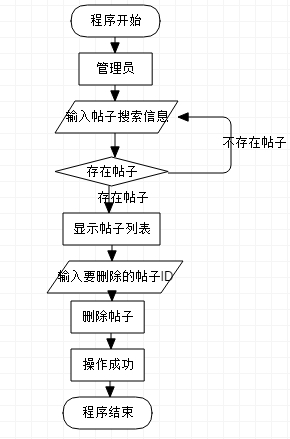 程序开始
管理员
输入帖子搜索信息
不存在帖子
存在帖子
存在帖子
显示帖子列表
输入要删除的帖子ID
删除帖子
操作成功
程序结束